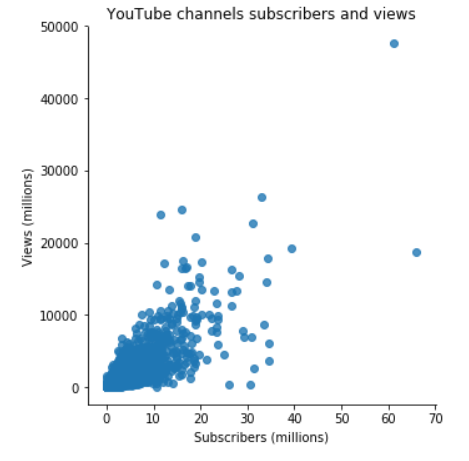 YouTube channels subscribers and views
50000
40000
30000
20000
10000
0
Views (millions)
0 10 20 30 40 50 60 70
Subscribers (millions)